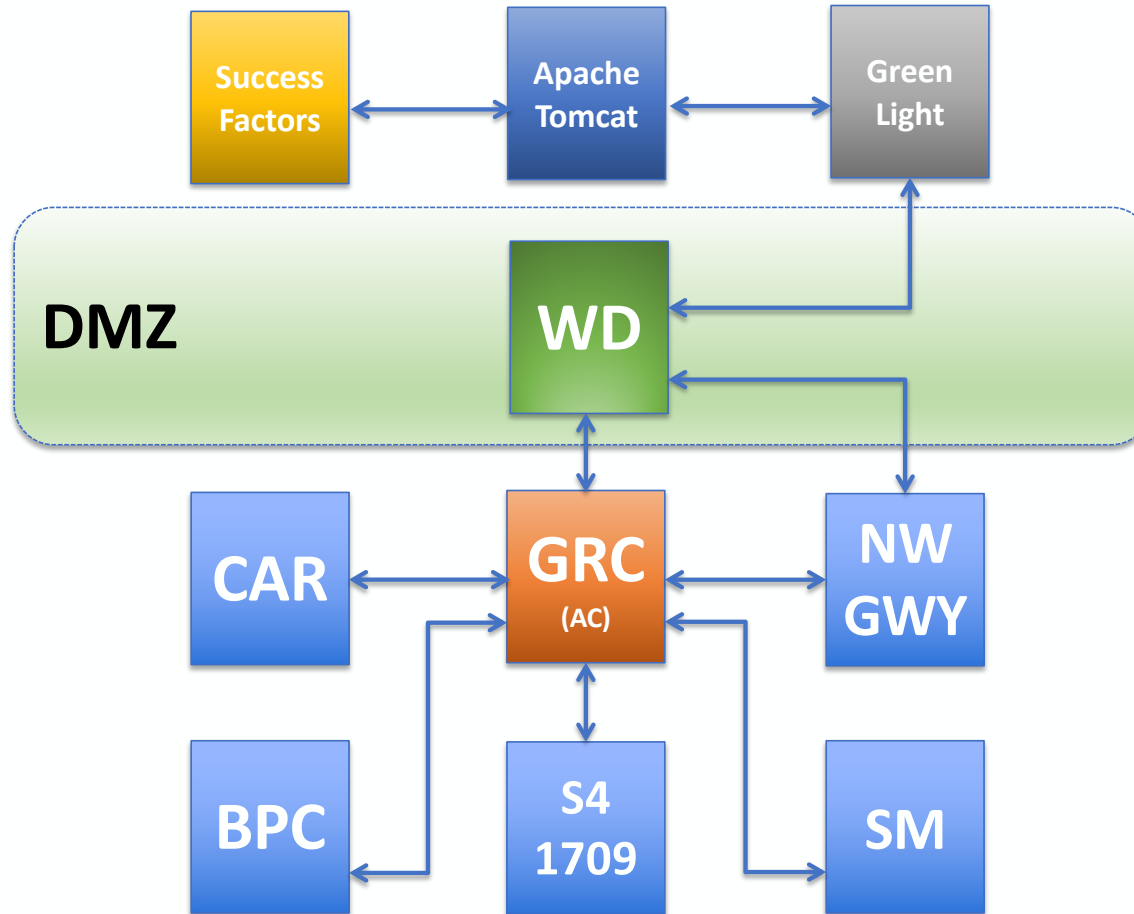 Success
Factors
Apache
Tomcat
Green
Light
DMZ
WD
CAR
GRC
(AC)
NW
GWY
BPC
S4
1709
SM